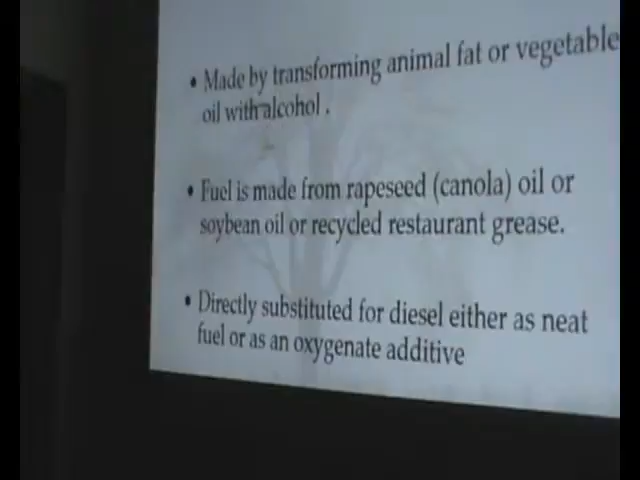 • Made by transforming animal fat or vegetable
oil with alcohol .
• Fuel is made from rapeseed (canola) oil or
soybean oil or recycled restaurant grease.
• Directly substituted for diesel either as neat
fuel or as an oxygenate additive